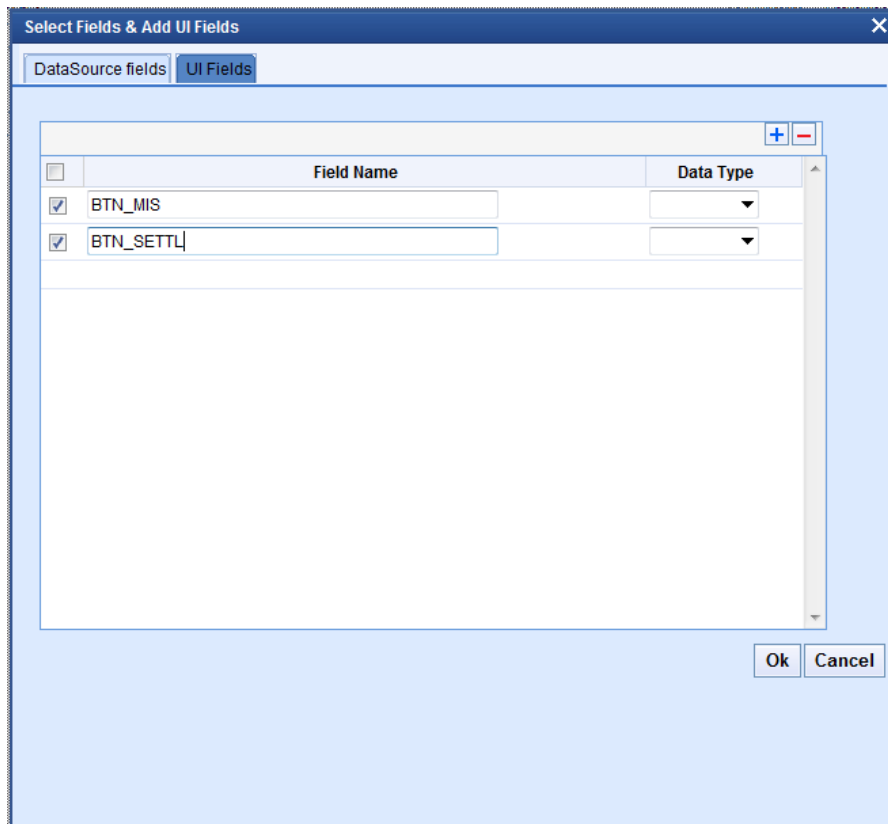 Select Fields & Add UI Fields
DataSource fields UI Fields
Field Name Data Type
BTN_MIS
BTN_SETTL
Ok Cancel